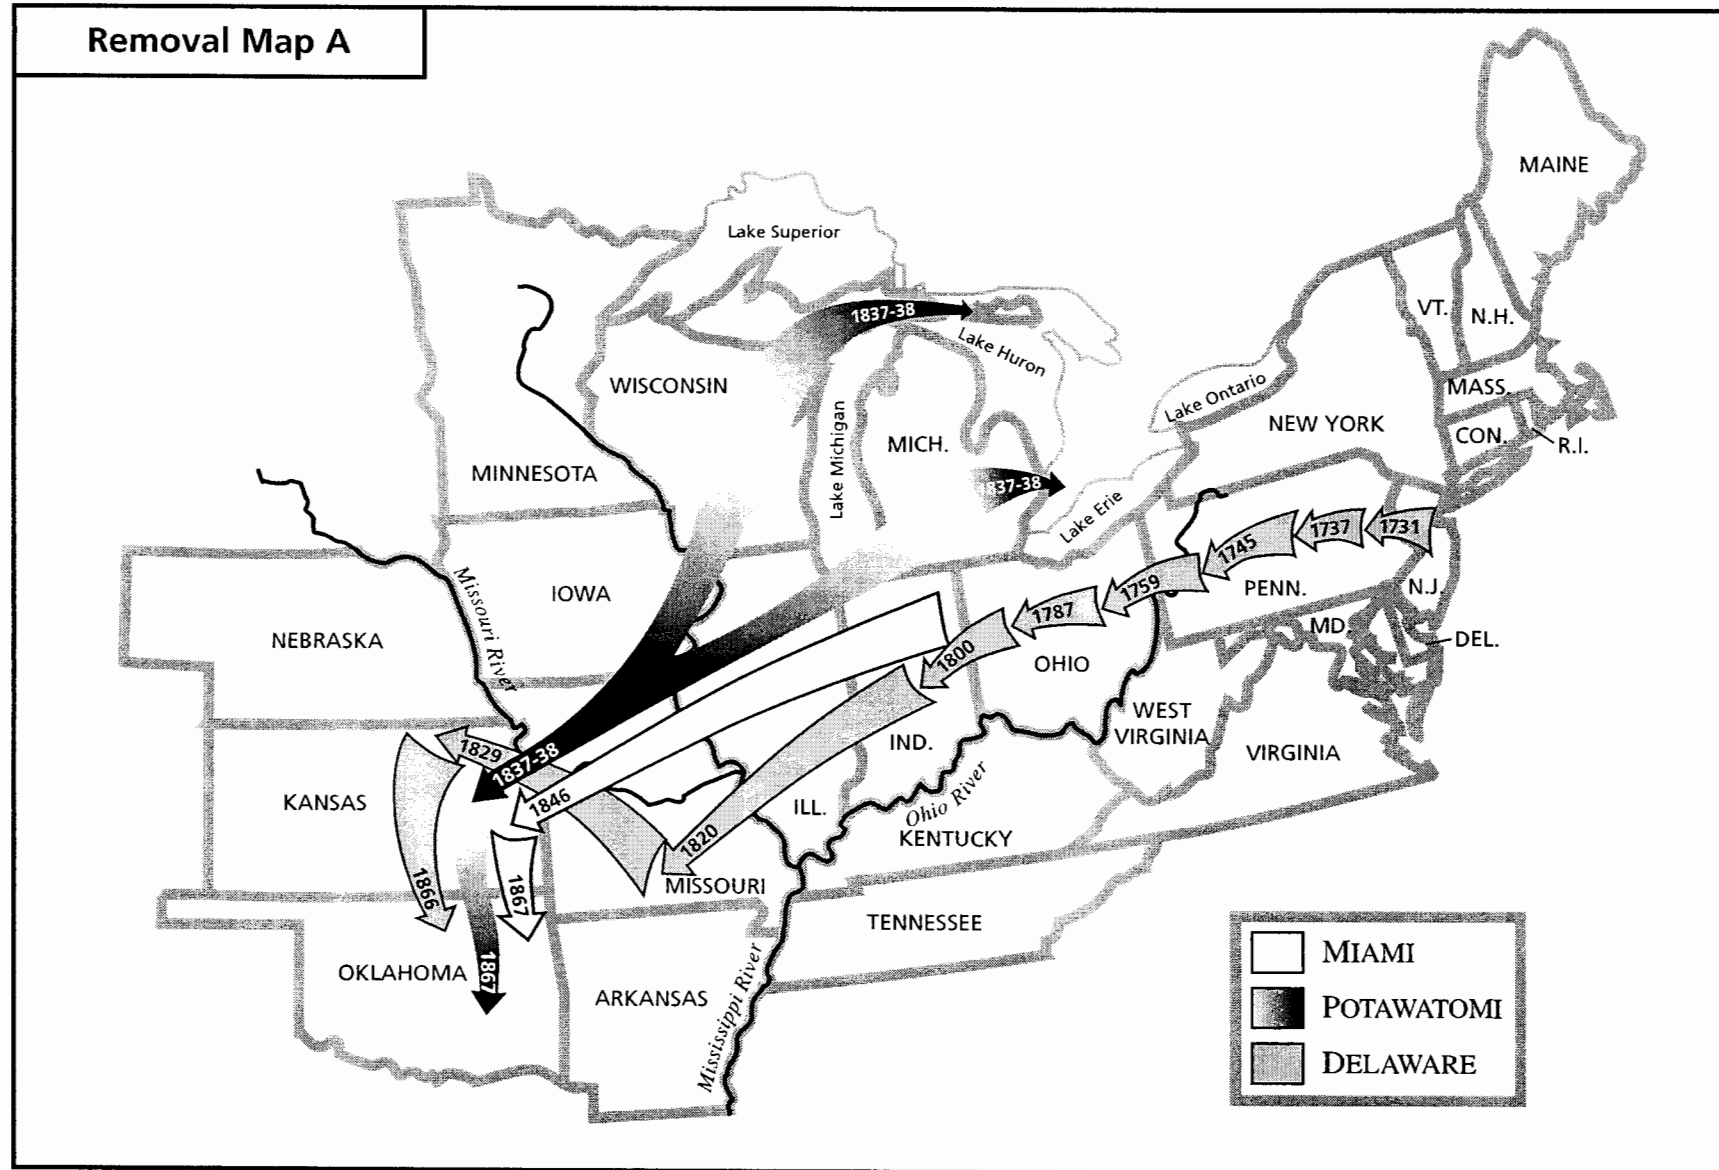 Removal Map A
MAINE
Lake Superior
VT.
N.H.
1837-38
Lake Huron
WISCONSIN
Lake Michigan
MICH.
Lake Ontario
NEW YORK
MASS.
CON.
R.I.
MINNESOTA
1837-38
Lake Erie
1731
1737
1745
1759
1787
1800
PENN.
N.J.
MD.
DEL.
IOWA
Missouri River
NEBRASKA
OHIO
WEST
VIRGINIA
VIRGINIA
IND.
1829
1837-38
1846
KANSAS
ILL.
Ohio River
KENTUCKY
1820
MISSOURI
1866
1867
1867
TENNESSEE
OKLAHOMA
ARKANSAS
Mississippi River
MIAMI
POTAWATOMI
DELAWARE